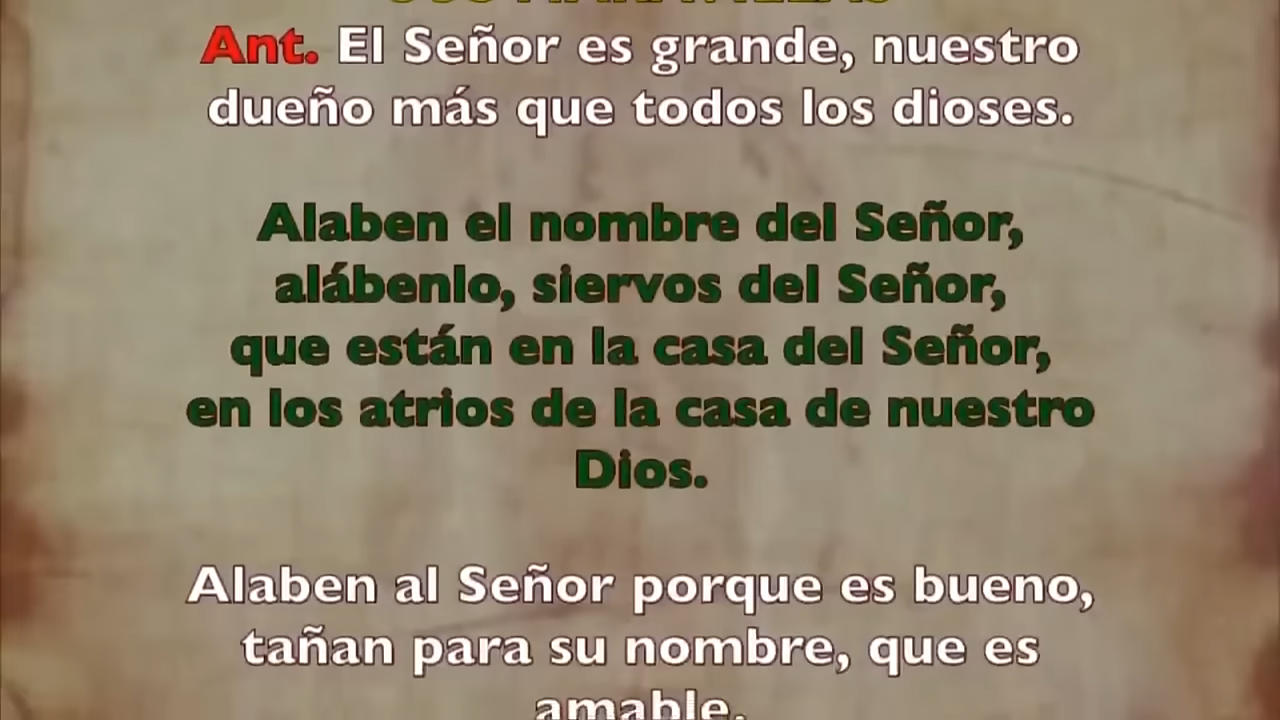 Ant. El Señor es grande, nuestro
dueño más que todos los dioses.
Alaben el nombre del Señor,
alábenlo, siervos del Señor,
que están en la casa del Señor,
en los atrios de la casa de nuestro
Dios.
Alaben al Señor porque es bueno,
tañan para su nombre, que es
amable.